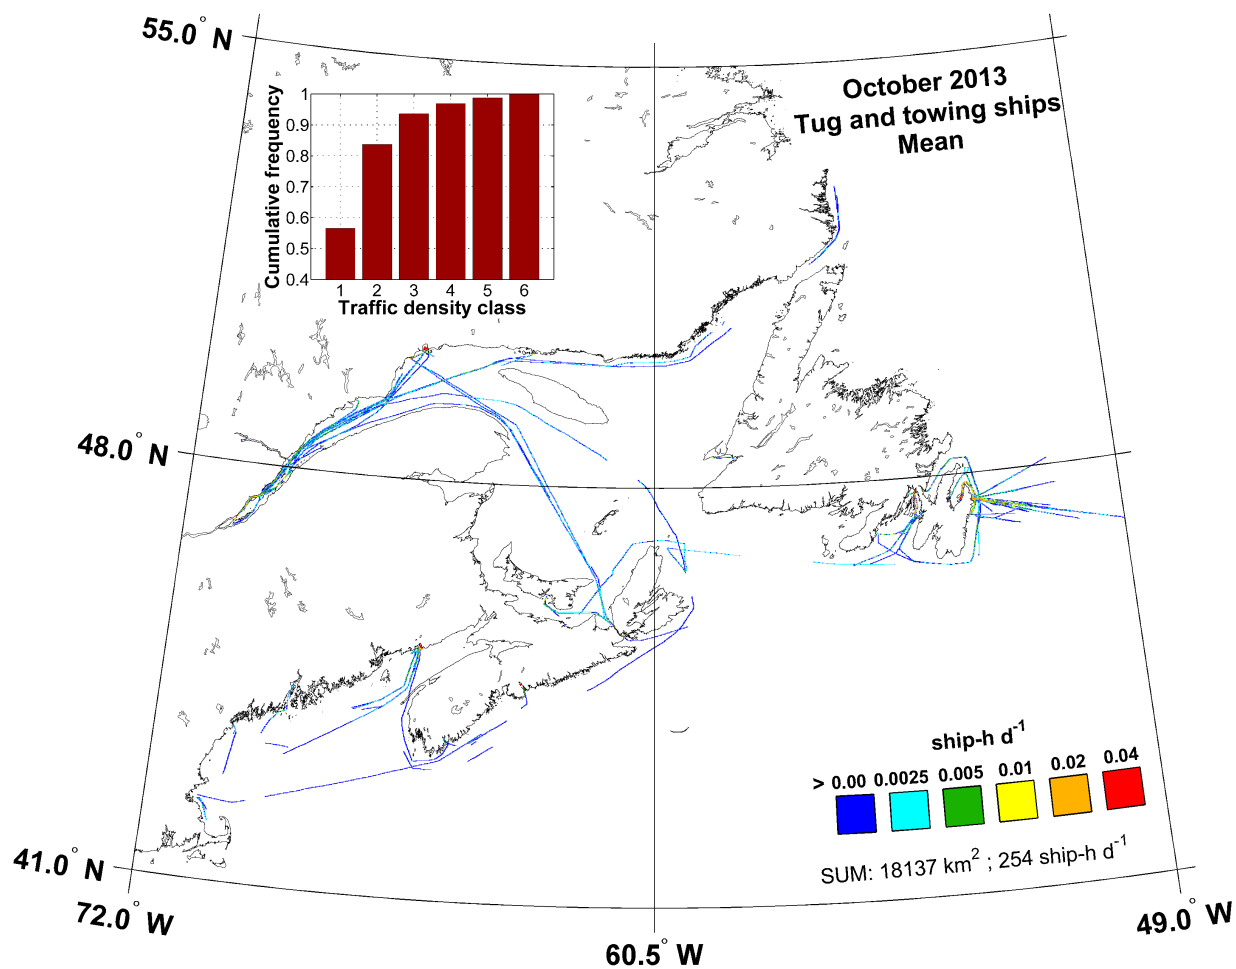 55.0° N
October 2013
Tug and towing ships
Mean
Cumulative frequency
1
0.9
0.8
0.7
0.6
0.5
0.4
1 2 3 4 5 6
Traffic density class
48.0° N
ship-h d-1
> 0.00 0.0025 0.005 0.01 0.02 0.04
SUM: 18137 km2 ; 254 ship-h d-1
41.0° N
72.0° W
60.5° W
49.0° W